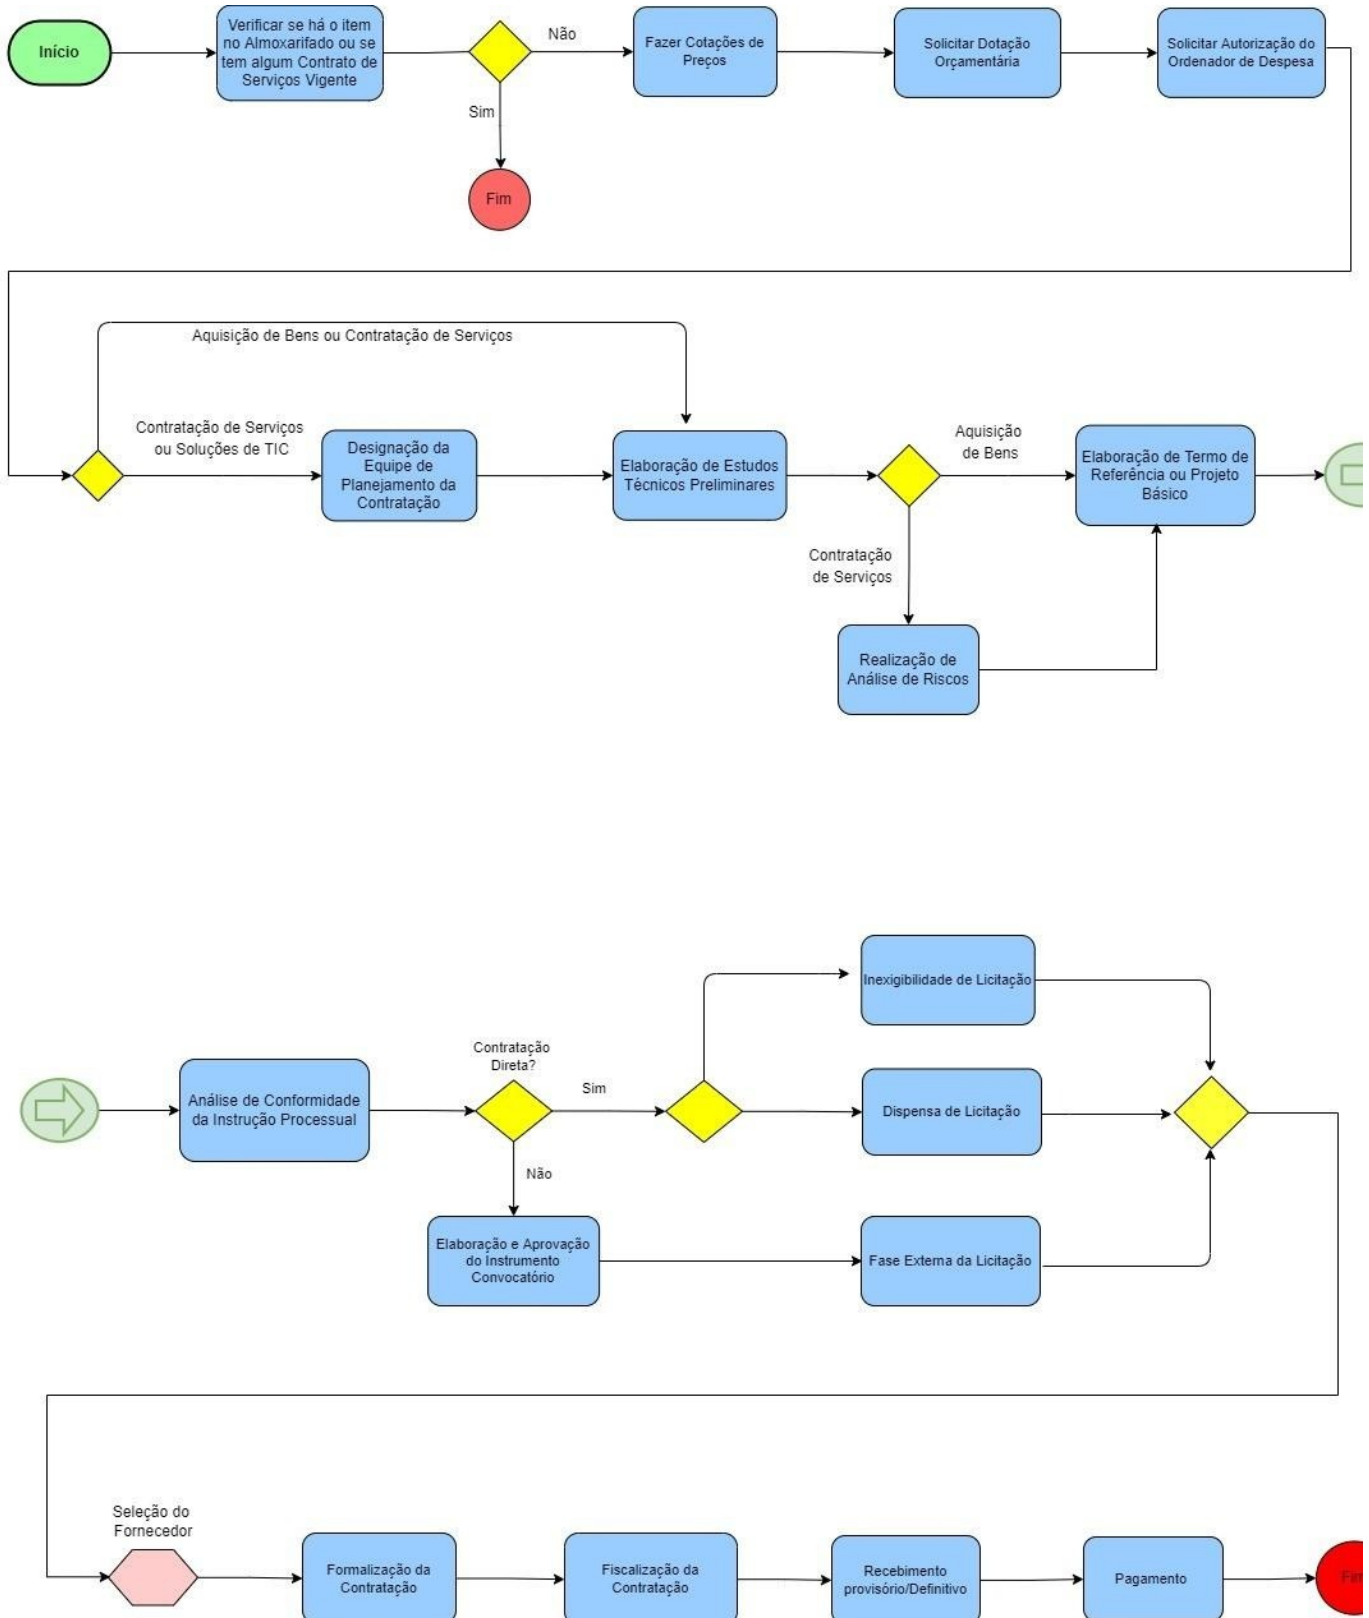 Início
Verificar se há o item
no Almoxarifado ou se
tem algum Contrato de
Serviços Vigente
Não
Sim
Fim
Fazer Cotações de
Preços
Solicitar Dotação
Orçamentária
Solicitar Autorização do
Ordenador de Despesa
Aquisição de Bens ou Contratação de Serviços
Contratação de Serviços
ou Soluções de TIC
Designação da
Equipe de
Planejamento da
Contratação
Elaboração de Estudos
Técnicos Preliminares
Aquisição
de Bens
Contratação
de Serviços
Realização de
Análise de Riscos
Elaboração de Termo de
Referência ou Projeto
Básico
Análise de Conformidade
da Instrução Processual
Contratação
Direta?
Sim
Não
Inexigibilidade de Licitação
Dispensa de Licitação
Elaboração e Aprovação
do Instrumento
Convocatório
Fase Externa da Licitação
Seleção do
Fornecedor
Formalização da
Contratação
Fiscalização da
Contratação
Recebimento
provisório/Definitivo
Pagamento
Fim